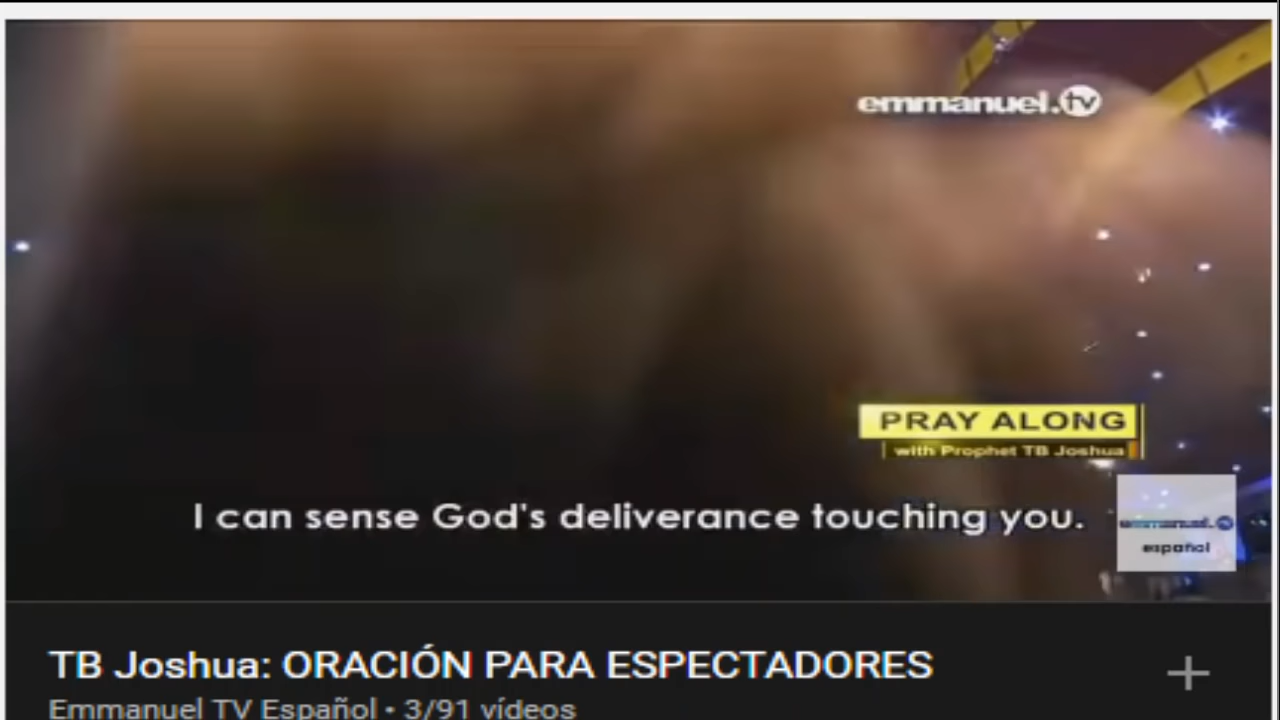 emmanuel.tv
PRAY ALONG
with Prophet TB Joshua
I can sense God's deliverance touching you.
emmanuel.tv
español
TB Joshua: ORACIÓN PARA ESPECTADORES
Emmanuel TV Español • 3/91 vídeos